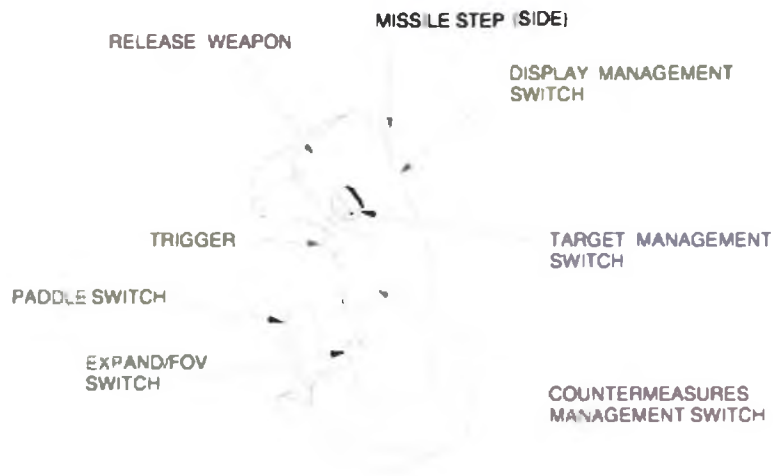 MISSILE STEP (SIDE)
RELEASE WEAPON
DISPLAY MANAGEMENT
SWITCH
TRIGGER
TARGET MANAGEMENT
SWITCH
PADDLE SWITCH
EXPAND/FOV
SWITCH
COUNTERMEASURES
MANAGEMENT SWITCH